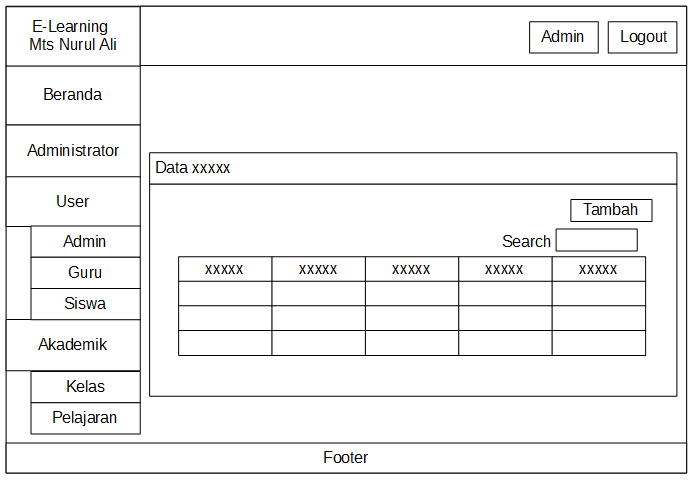 E-Learning
Mts Nurul Ali
Admin
Logout
Beranda
Administrator
User
Admin
Guru
Siswa
Akademik
Kelas
Pelajaran
Data xxxxx
Tambah
Search
xxxxx xxxxx xxxxx xxxxx xxxxx
Footer